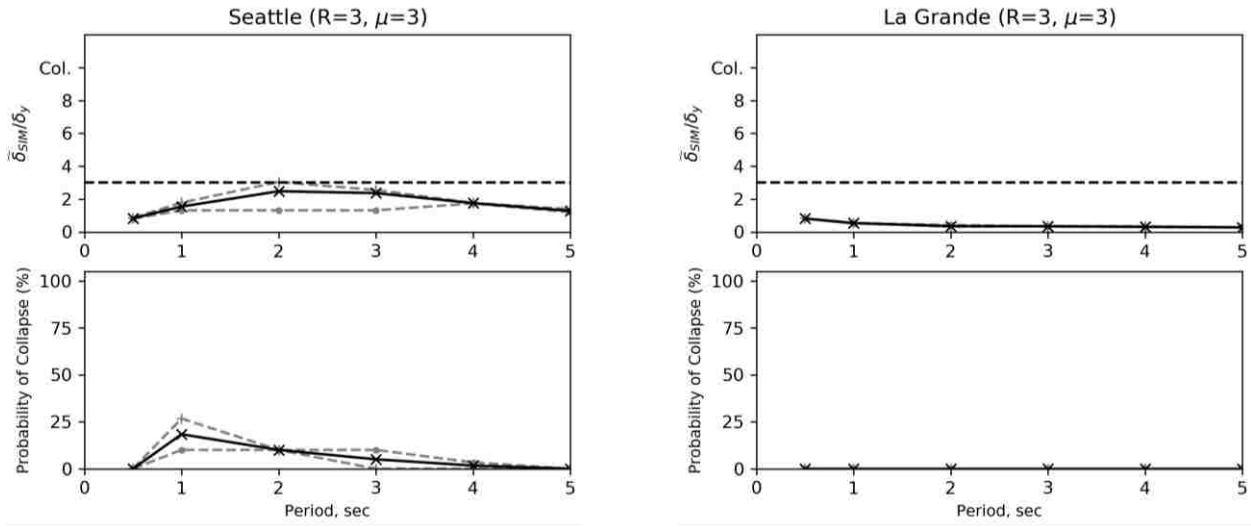 Seattle (R=3, μ=3)
Col.
8
6
4
2
0
δ̃SIM/δy
0 1 2 3 4 5
100
75
50
25
0
Probability of Collapse (%)
0 1 2 3 4 5
Period, sec
La Grande (R=3, μ=3)
Col.
8
6
4
2
0
δ̃SIM/δy
0 1 2 3 4 5
100
75
50
25
0
Probability of Collapse (%)
0 1 2 3 4 5
Period, sec